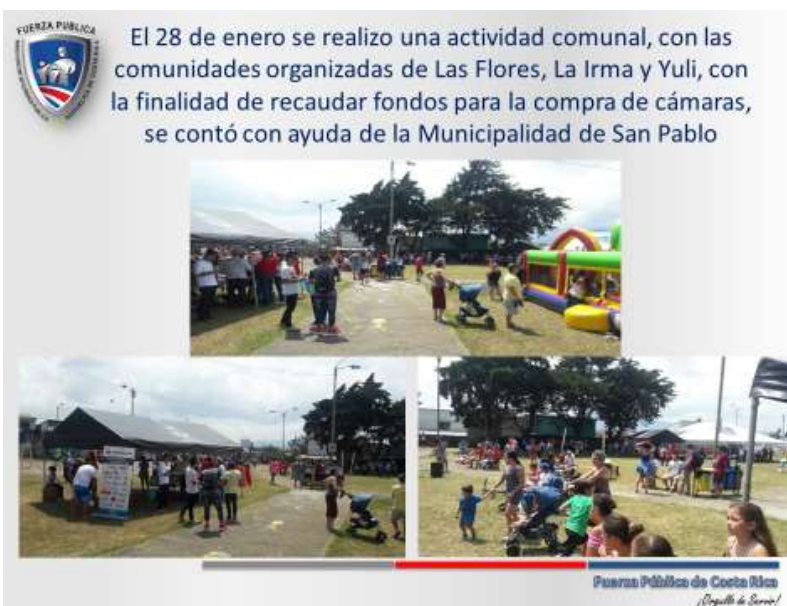 FUERZA PUBLICA
El 28 de enero se realizo una actividad comunal, con las
comunidades organizadas de Las Flores, La Irma y Yuli, con
la finalidad de recaudar fondos para la compra de cámaras,
se contó con ayuda de la Municipalidad de San Pablo
Fuerza Pública de Costa Rica
¡Orgullo de Servir!